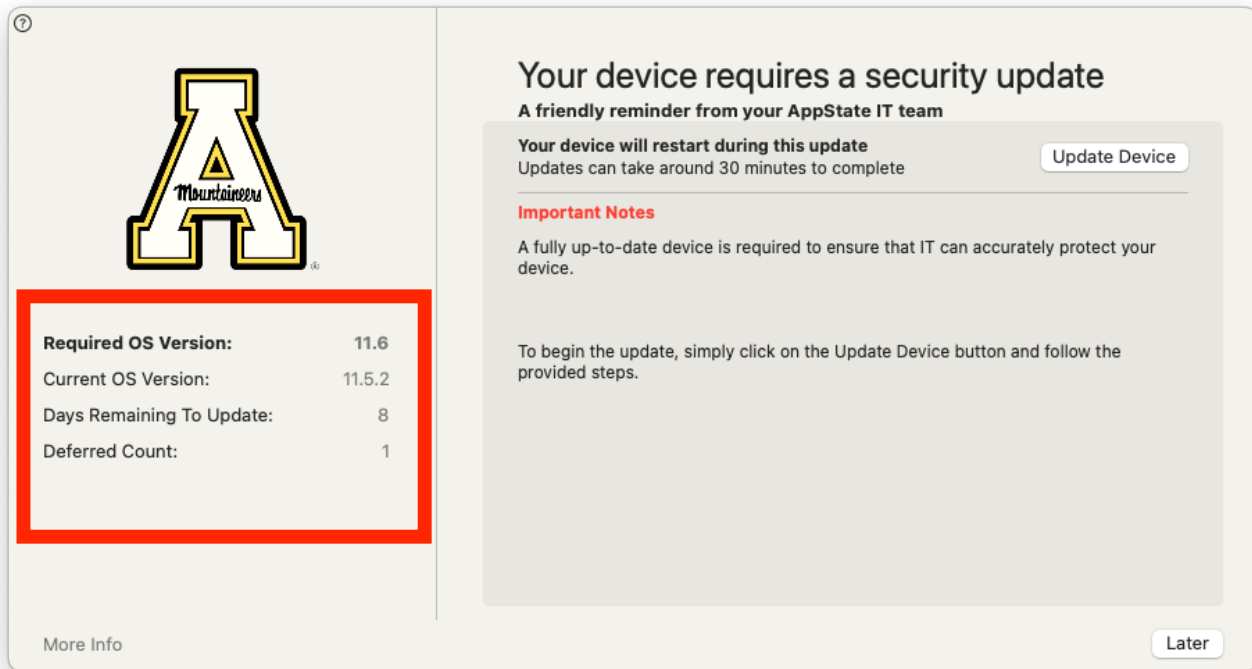 ?
Mountaineers
®
Required OS Version: 11.6
Current OS Version: 11.5.2
Days Remaining To Update: 8
Deferred Count: 1
More Info
Your device requires a security update
A friendly reminder from your AppState IT team
Your device will restart during this update
Updates can take around 30 minutes to complete
Update Device
Important Notes
A fully up-to-date device is required to ensure that IT can accurately protect your
device.
To begin the update, simply click on the Update Device button and follow the
provided steps.
Later